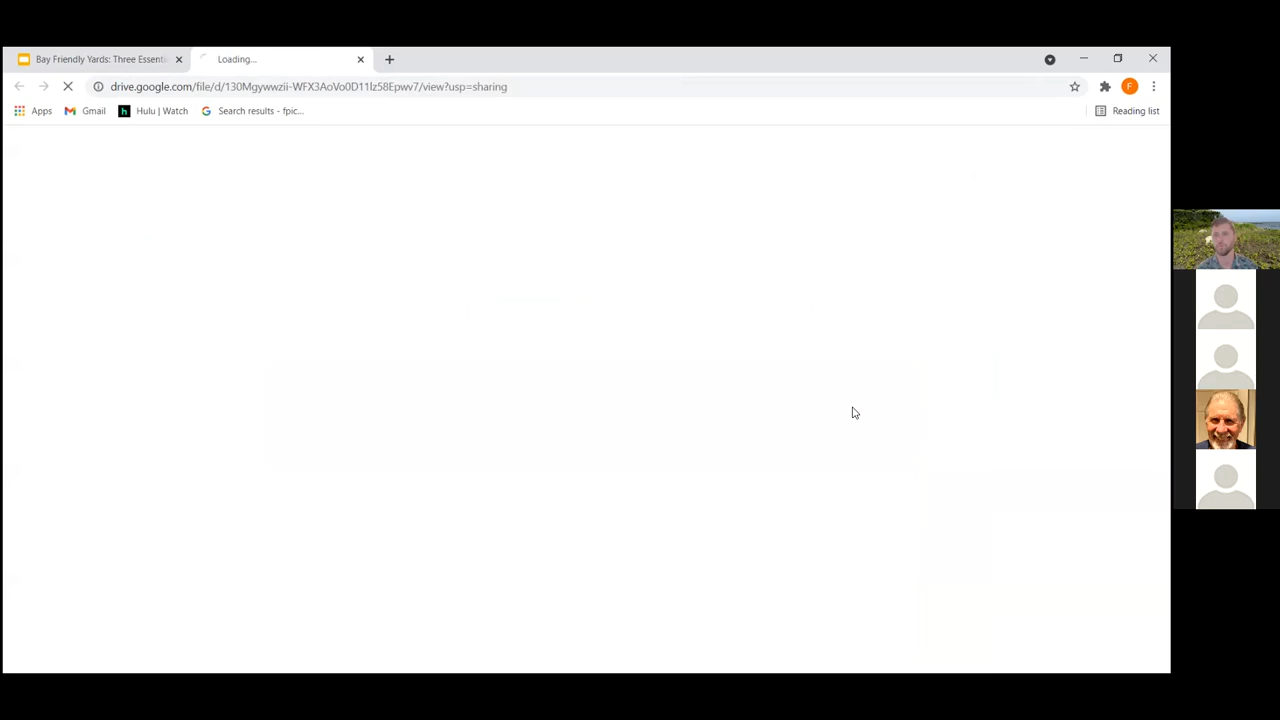 Bay Friendly Yards: Three Essenti
Loading...
drive.google.com/file/d/130Mgywwzii-WFX3AoVo0D11lz58Epwv7/view?usp=sharing
F
Apps
Gmail
h
Hulu | Watch
G
Search results - fpic...
Reading list